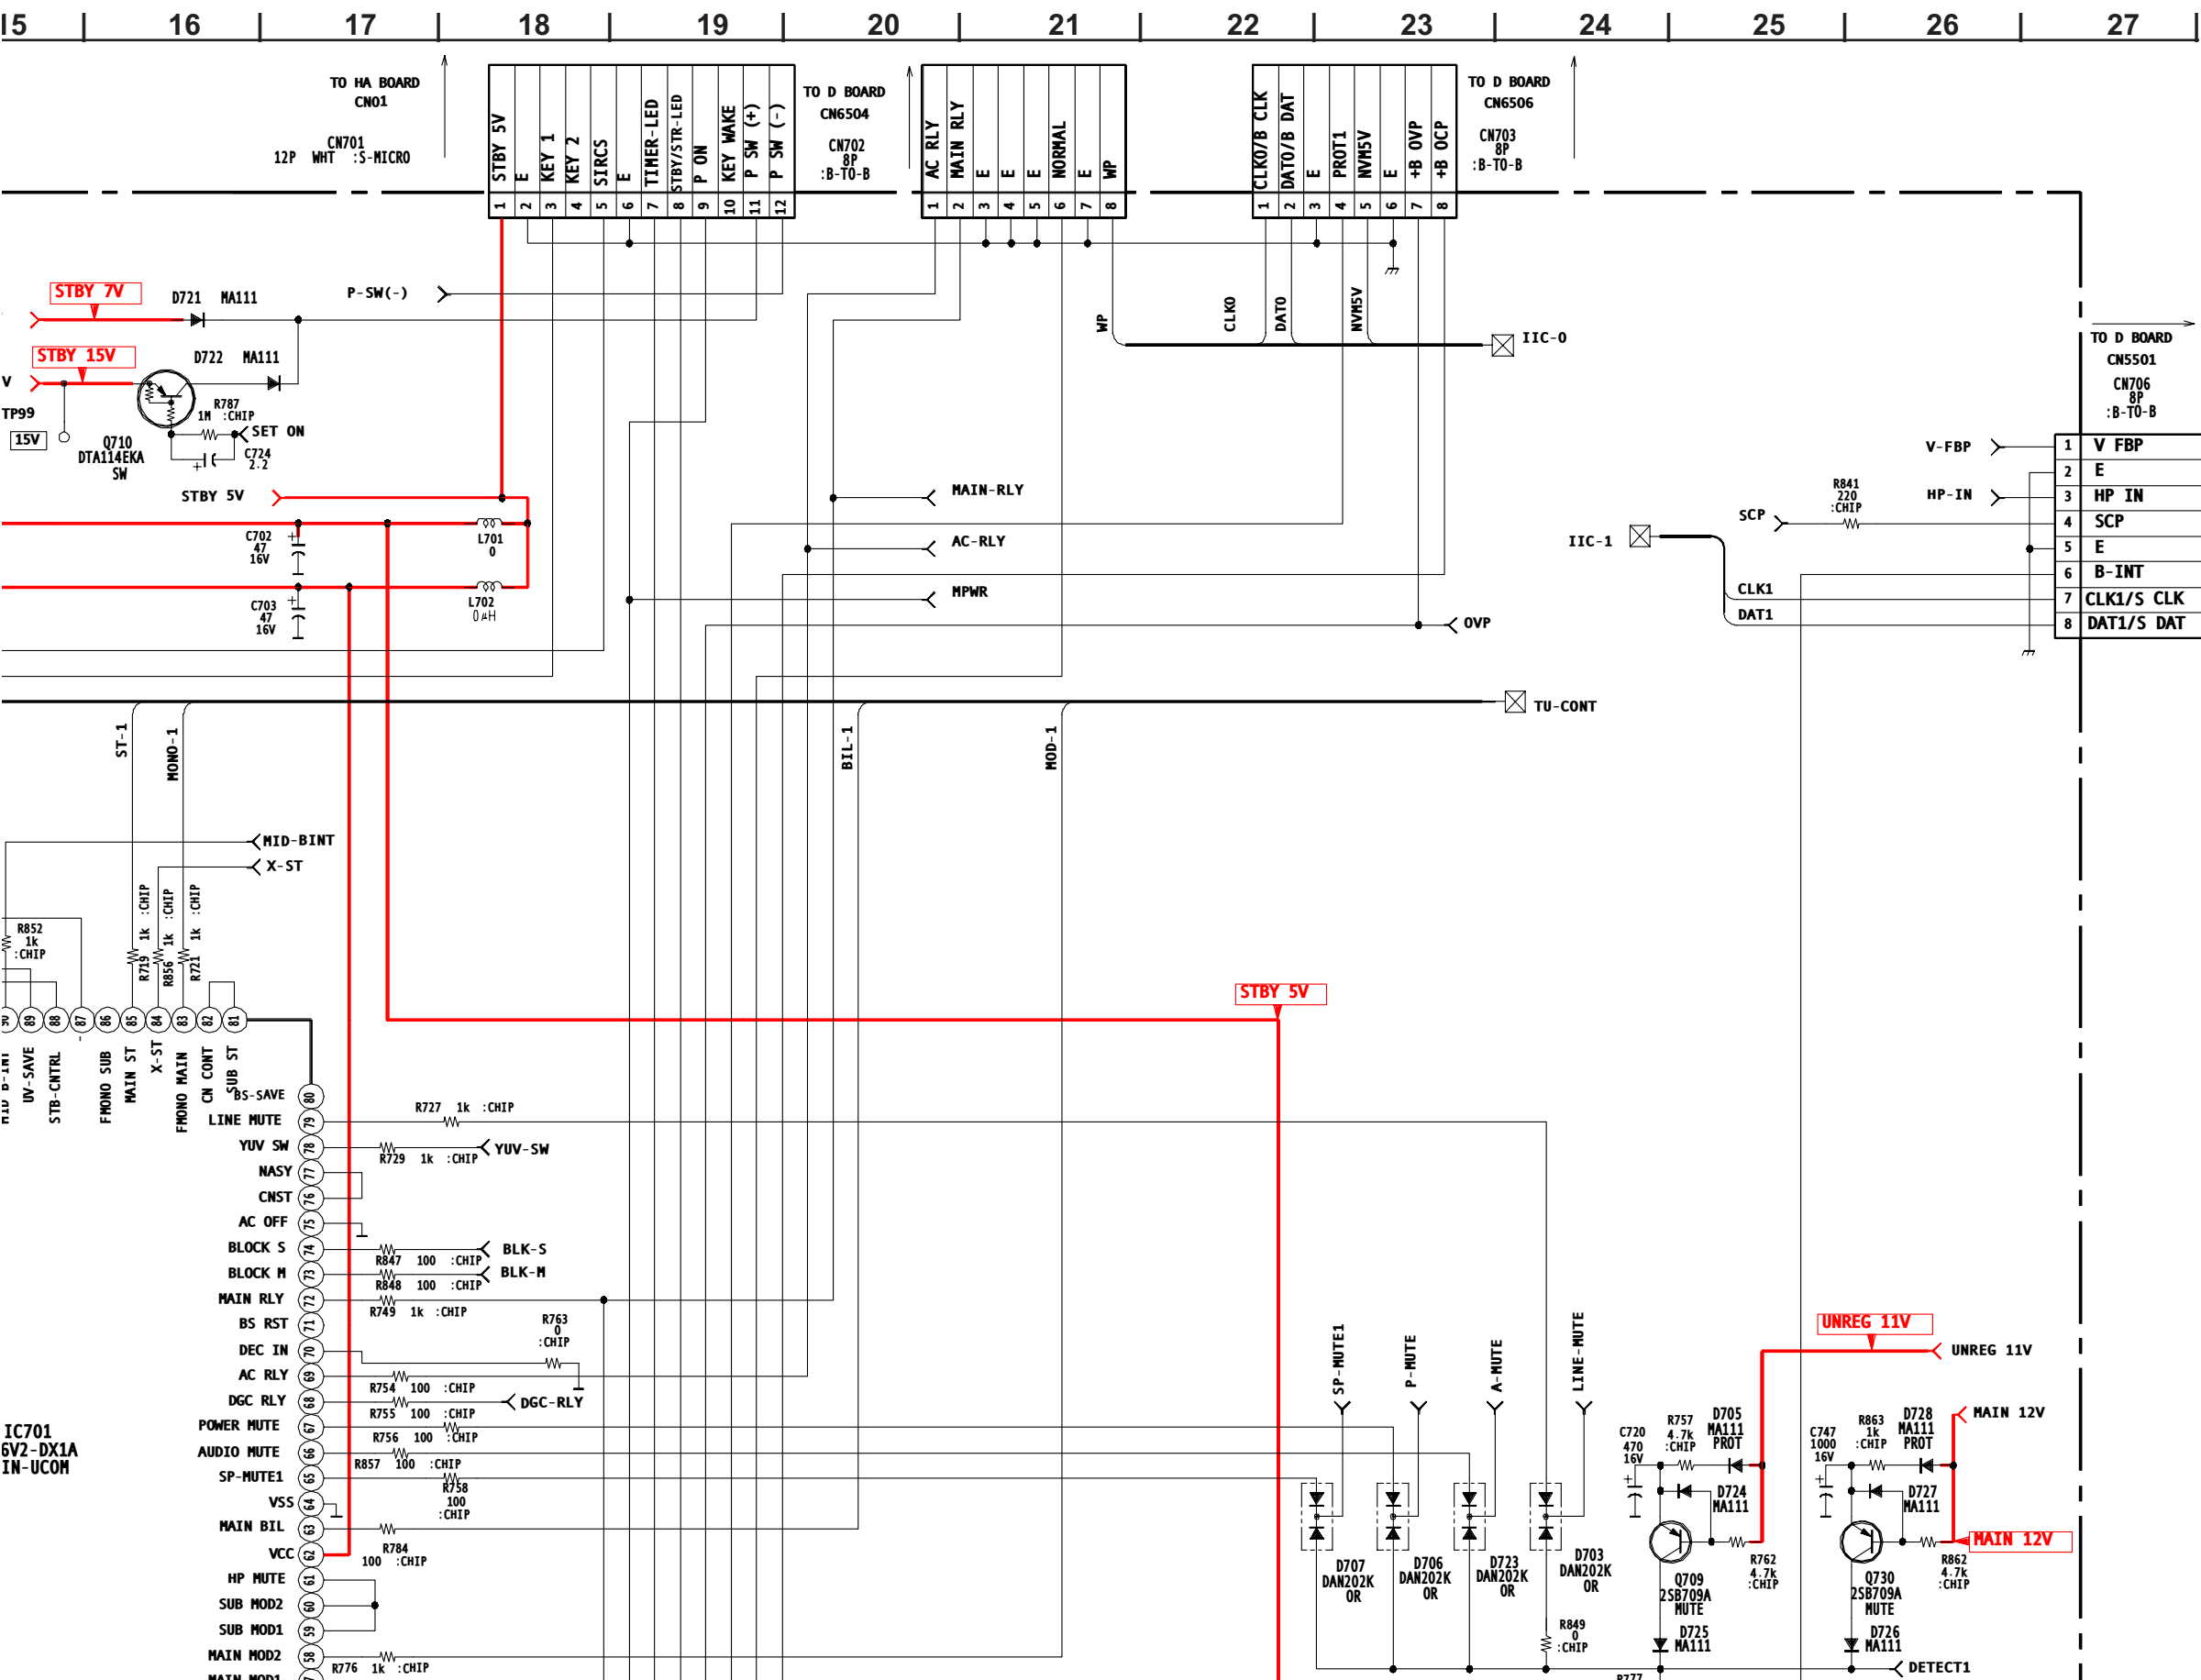 15 16 17 18 19 20 21 22 23 24 25 26 27
TO HA BOARD
CN01
CN701
12P WHT :S-MICRO
STBY 5V
E
KEY 1
KEY 2
SIRCS
E
TIMER-LED
STBY/STR-LED
P ON
KEY WAKE
P SW (+)
P SW (-)
1 2 3 4 5 6 7 8 9 10 11 12
TO D BOARD
CN6504
CN702
8P
:B-TO-B
AC RLY
MAIN RLY
E
E
E
NORMAL
E
WP
1 2 3 4 5 6 7 8
CLK0/B CLK
DAT0/B DAT
E
PROT1
NVM5V
E
+B OVP
+B OCP
1 2 3 4 5 6 7 8
TO D BOARD
CN6506
CN703
8P
:B-TO-B
STBY 7V
D721 MA111
P-SW(-)
STBY 15V
D722 MA111
V
TP99
15V
R787
1M :CHIP
SET ON
C724
2.2
Q710
DTA114EKA
SW
STBY 5V
C702
47
16V
L701
0
C703
47
16V
L702
0μH
WP
CLK0
DAT0
NVM5V
IIC-0
MAIN-RLY
AC-RLY
MPWR
OVP
IIC-1
CLK1
DAT1
TO D BOARD
CN5501
CN706
8P
:B-TO-B
V-FBP
HP-IN
SCP
R841
220
:CHIP
1 V FBP
2 E
3 HP IN
4 SCP
5 E
6 B-INT
7 CLK1/S CLK
8 DAT1/S DAT
TU-CONT
ST-1
MONO-1
BIL-1
MOD-1
MID-BINT
X-ST
R852
1k
:CHIP
R719 1k :CHIP
R856 1k :CHIP
R721 1k :CHIP
90 89 88 87 86 85 84 83 82 81
MID B-INT
UV-SAVE
STB-CNTRL
-
FMONO SUB
MAIN ST
X-ST
FMONO MAIN
CN CONT
SUB ST
STBY 5V
BS-SAVE 80
LINE MUTE 79
R727 1k :CHIP
YUV SW 78
R729 1k :CHIP
YUV-SW
NASY 77
CNST 76
AC OFF 75
BLOCK S 74
R847 100 :CHIP
BLK-S
BLOCK M 73
R848 100 :CHIP
BLK-M
MAIN RLY 72
R749 1k :CHIP
BS RST 71
R763
0
:CHIP
DEC IN 70
AC RLY 69
R754 100 :CHIP
DGC RLY 68
R755 100 :CHIP
DGC-RLY
POWER MUTE 67
R756 100 :CHIP
AUDIO MUTE 66
R857 100 :CHIP
SP-MUTE1 65
R758
100
:CHIP
VSS 64
MAIN BIL 63
R784
100 :CHIP
VCC 62
HP MUTE 61
SUB MOD2 60
SUB MOD1 59
MAIN MOD2 58
R776 1k :CHIP
MAIN MOD1
IC701
6V2-DX1A
IN-UCOM
SP-MUTE1
P-MUTE
A-MUTE
LINE-MUTE
D707
DAN202K
OR
D706
DAN202K
OR
D723
DAN202K
OR
D703
DAN202K
OR
R849
0
:CHIP
UNREG 11V
UNREG 11V
C720
470
16V
R757
4.7k
:CHIP
D705
MA111
PROT
D724
MA111
R762
4.7k
:CHIP
Q709
2SB709A
MUTE
D725
MA111
R777
MAIN 12V
C747
1000
16V
R863
1k
:CHIP
D728
MA111
PROT
D727
MA111
MAIN 12V
R862
4.7k
:CHIP
Q730
2SB709A
MUTE
D726
MA111
DETECT1